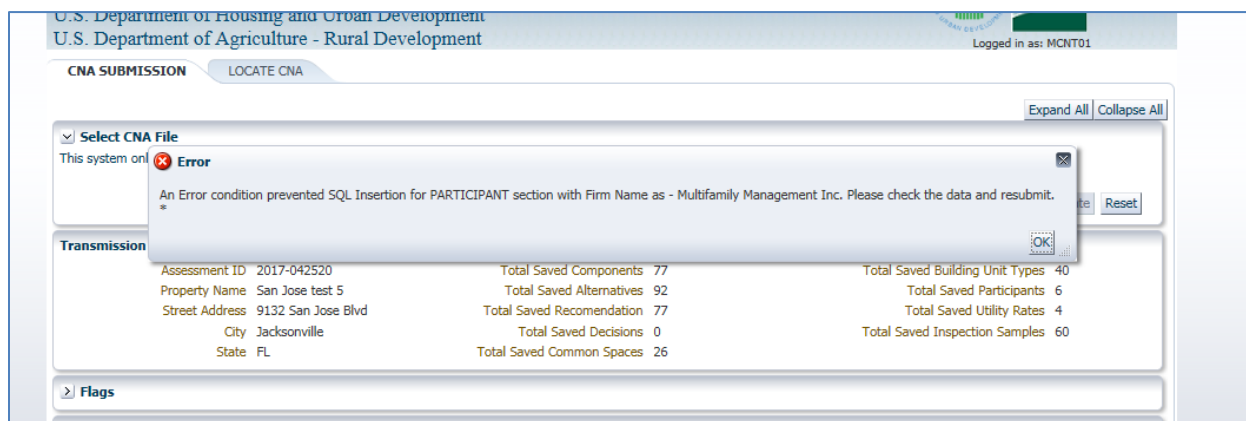 U.S. Department of Housing and Urban Development
U.S. Department of Agriculture - Rural Development
Logged in as: MCNT01
CNA SUBMISSION LOCATE CNA
Expand All Collapse All
Select CNA File
This system onl
Error
An Error condition prevented SQL Insertion for PARTICIPANT section with Firm Name as - Multifamily Management Inc. Please check the data and resubmit.
*
Reset
OK
Transmission
Assessment ID 2017-042520 Total Saved Components 77 Total Saved Building Unit Types 40
Property Name San Jose test 5 Total Saved Alternatives 92 Total Saved Participants 6
Street Address 9132 San Jose Blvd Total Saved Recomendation 77 Total Saved Utility Rates 4
City Jacksonville Total Saved Decisions 0 Total Saved Inspection Samples 60
State FL Total Saved Common Spaces 26
Flags